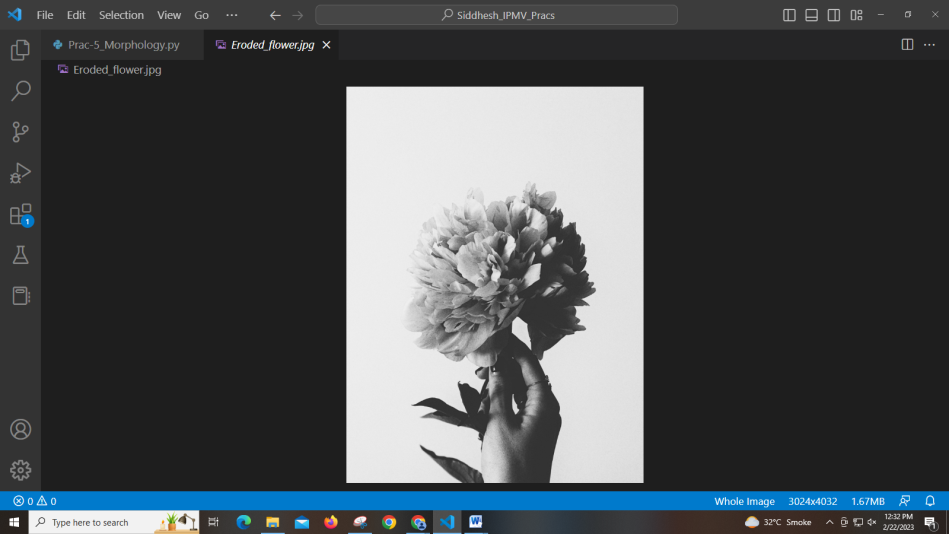 File Edit Selection View Go ··· Siddhesh_IPMV_Pracs
Prac-5_Morphology.py Eroded_flower.jpg
Eroded_flower.jpg
1
0 0 Whole Image 3024x4032 1.67MB
Type here to search 32°C Smoke 12:32 PM
2/22/2023 1